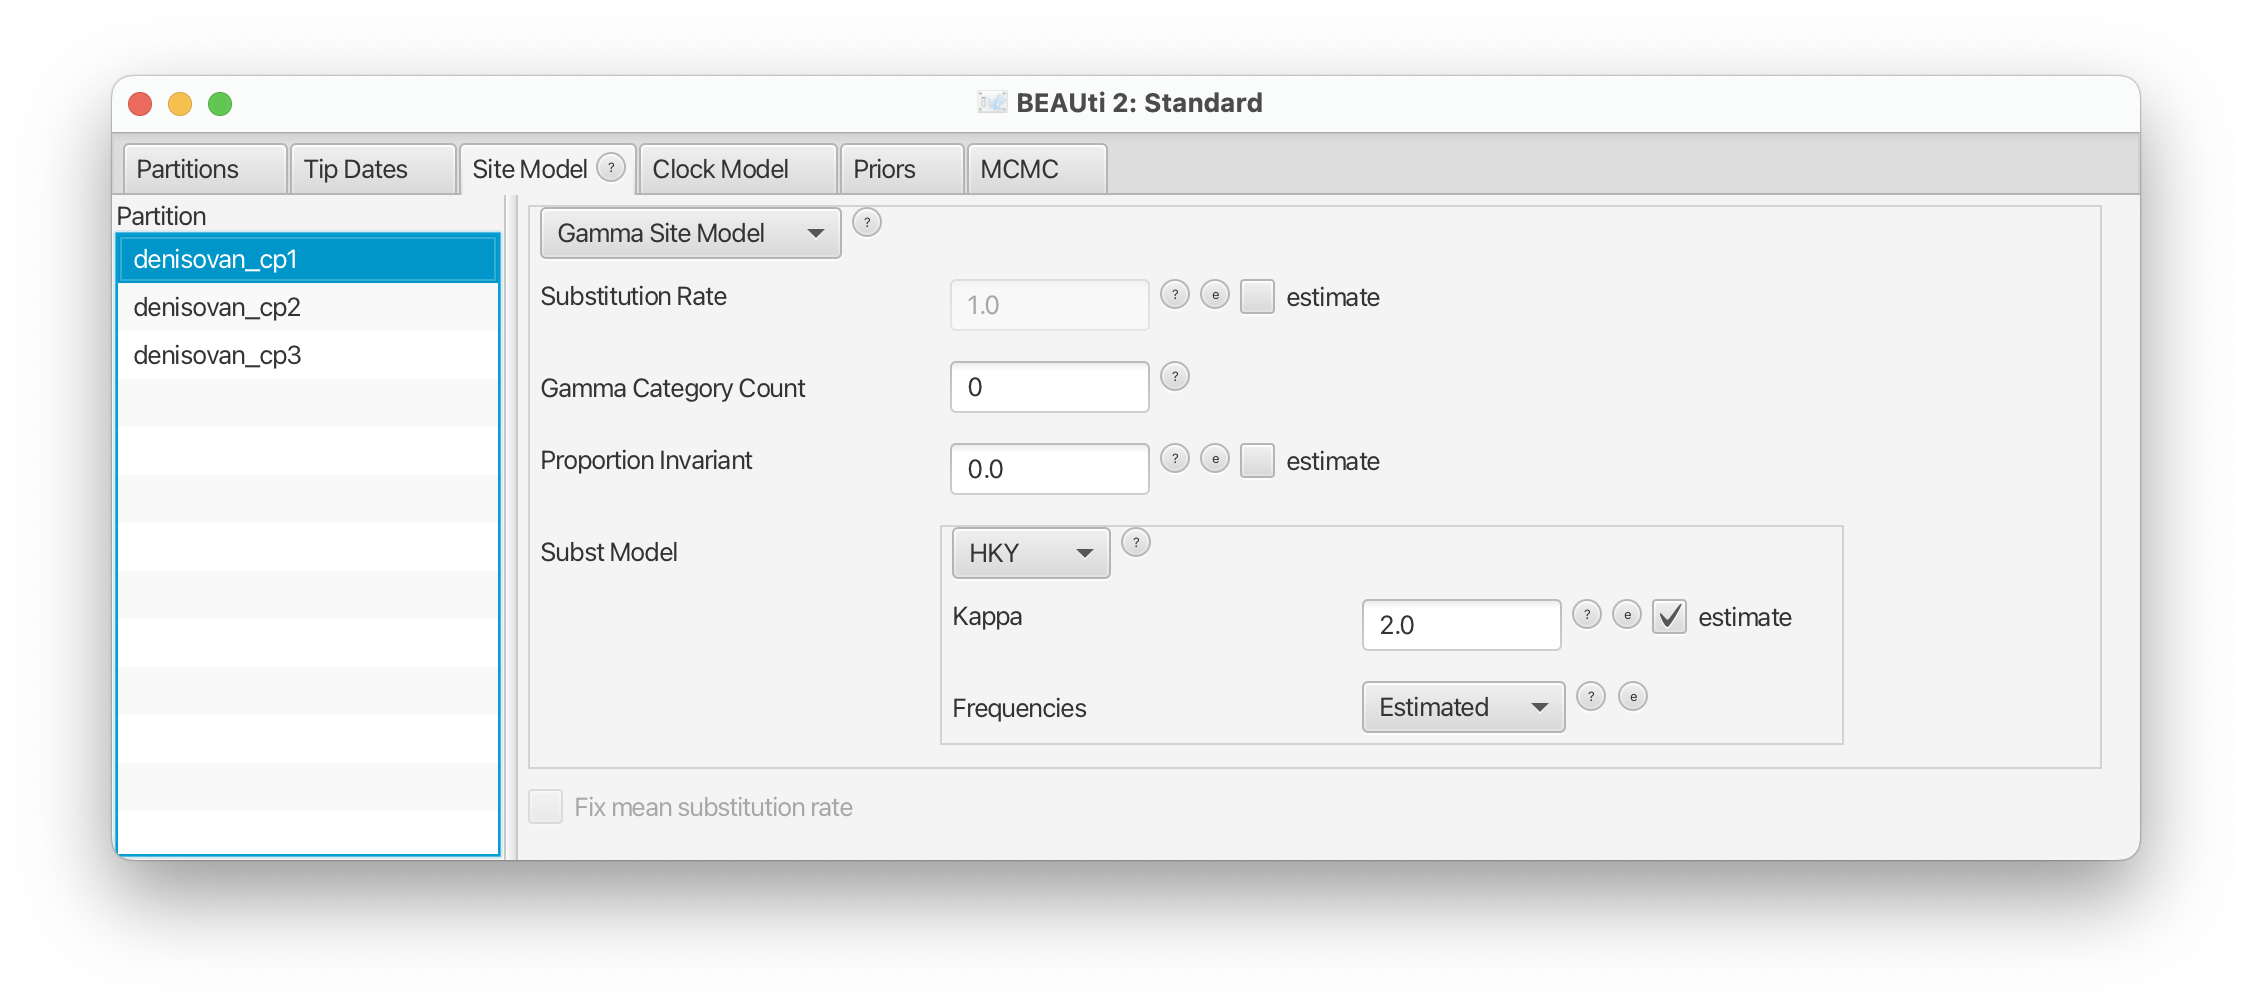 BEAUti 2: Standard
Partitions Tip Dates Site Model ? Clock Model Priors MCMC
Partition
denisovan_cp1
denisovan_cp2
denisovan_cp3
Gamma Site Model ?
Substitution Rate 1.0 ? e estimate
Gamma Category Count 0 ?
Proportion Invariant 0.0 ? e estimate
Subst Model HKY ?
Kappa 2.0 ? e estimate
Frequencies Estimated ? e
Fix mean substitution rate